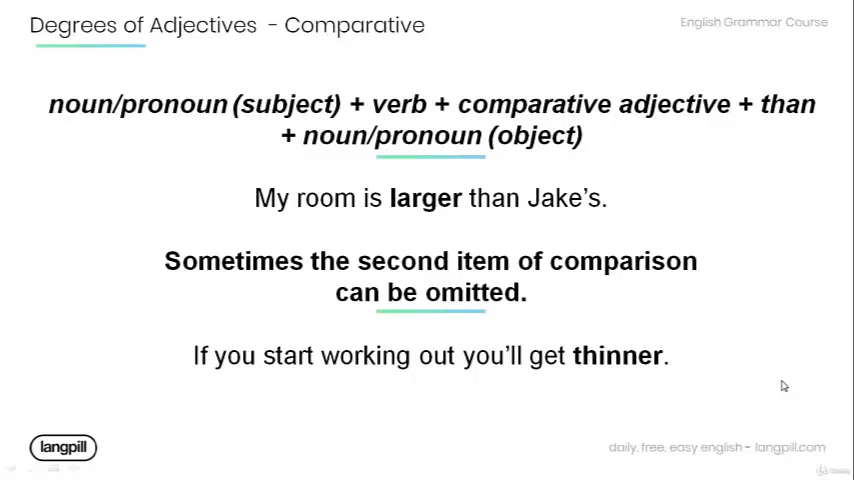 Degrees of Adjectives - Comparative
English Grammar Course
noun/pronoun (subject) + verb + comparative adjective + than
+ noun/pronoun (object)
My room is larger than Jake's.
Sometimes the second item of comparison
can be omitted.
If you start working out you'll get thinner.
langpill
daily, free, easy english - langpill.com